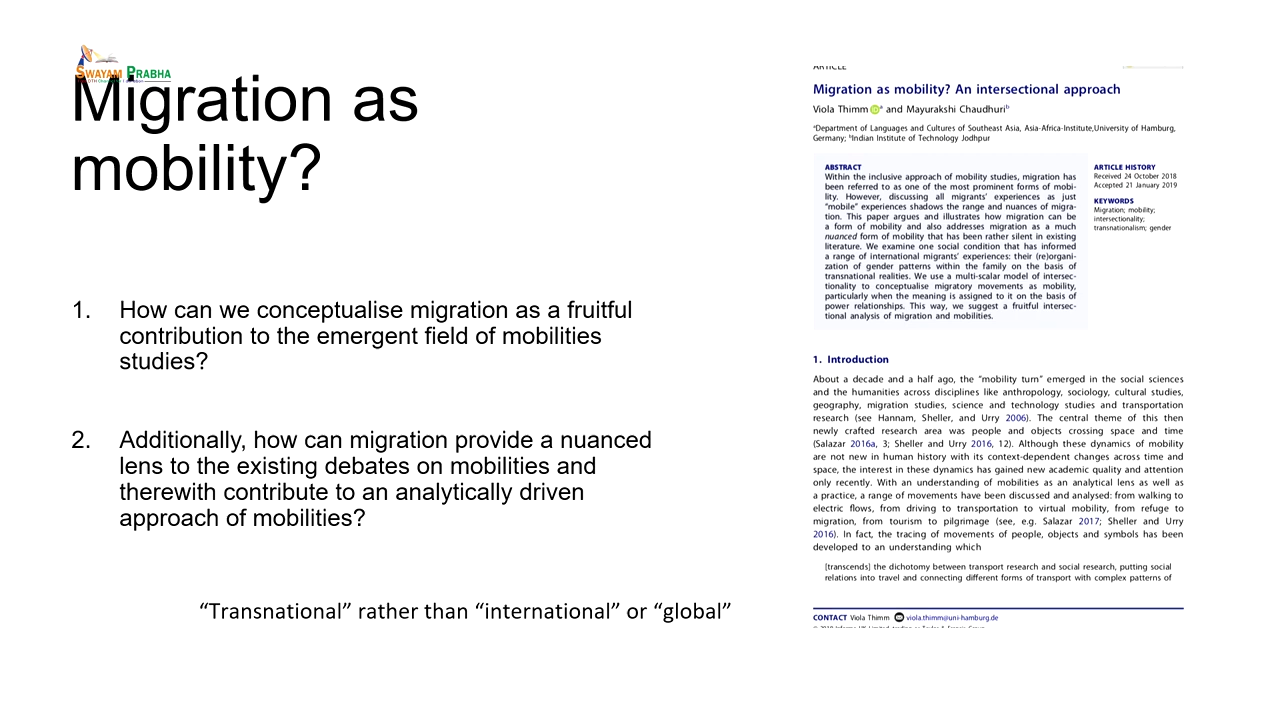 SWAYAM PRABHA
Migration as
mobility?
1. How can we conceptualise migration as a fruitful
contribution to the emergent field of mobilities
studies?
2. Additionally, how can migration provide a nuanced
lens to the existing debates on mobilities and
therewith contribute to an analytically driven
approach of mobilities?
“Transnational” rather than “international” or “global”
ARTICLE
Migration as mobility? An intersectional approach
Viola Thimm a and Mayurakshi Chaudhuri b
a Department of Languages and Cultures of Southeast Asia, Asia-Africa-Institute,University of Hamburg,
Germany; b Indian Institute of Technology Jodhpur
ABSTRACT
Within the inclusive approach of mobility studies, migration has
been referred to as one of the most prominent forms of mobi-
lity. However, discussing all migrants’ experiences as just
“mobile” experiences shadows the range and nuances of migra-
tion. This paper argues and illustrates how migration can be
a form of mobility and also addresses migration as a much
nuanced form of mobility that has been rather silent in existing
literature. We examine one social condition that has informed
a range of international migrants’ experiences: their (re)organi-
zation of gender patterns within the family on the basis of
transnational realities. We use a multi-scalar model of intersec-
tionality to conceptualise migratory movements as mobility,
particularly when the meaning is assigned to it on the basis of
power relationships. This way, we suggest a fruitful intersec-
tional analysis of migration and mobilities.
ARTICLE HISTORY
Received 24 October 2018
Accepted 21 January 2019
KEYWORDS
Migration; mobility;
intersectionality;
transnationalism; gender
1. Introduction
About a decade and a half ago, the “mobility turn” emerged in the social sciences
and the humanities across disciplines like anthropology, sociology, cultural studies,
geography, migration studies, science and technology studies and transportation
research (see Hannam, Sheller, and Urry 2006). The central theme of this then
newly crafted research area was people and objects crossing space and time
(Salazar 2016a, 3; Sheller and Urry 2016, 12). Although these dynamics of mobility
are not new in human history with its context-dependent changes across time and
space, the interest in these dynamics has gained new academic quality and attention
only recently. With an understanding of mobilities as an analytical lens as well as
a practice, a range of movements have been discussed and analysed: from walking to
electric flows, from driving to transportation to virtual mobility, from refuge to
migration, from tourism to pilgrimage (see, e.g. Salazar 2017; Sheller and Urry
2016). In fact, the tracing of movements of people, objects and symbols has been
developed to an understanding which
[transcends] the dichotomy between transport research and social research, putting social
relations into travel and connecting different forms of transport with complex patterns of
CONTACT Viola Thimm viola.thimm@uni-hamburg.de